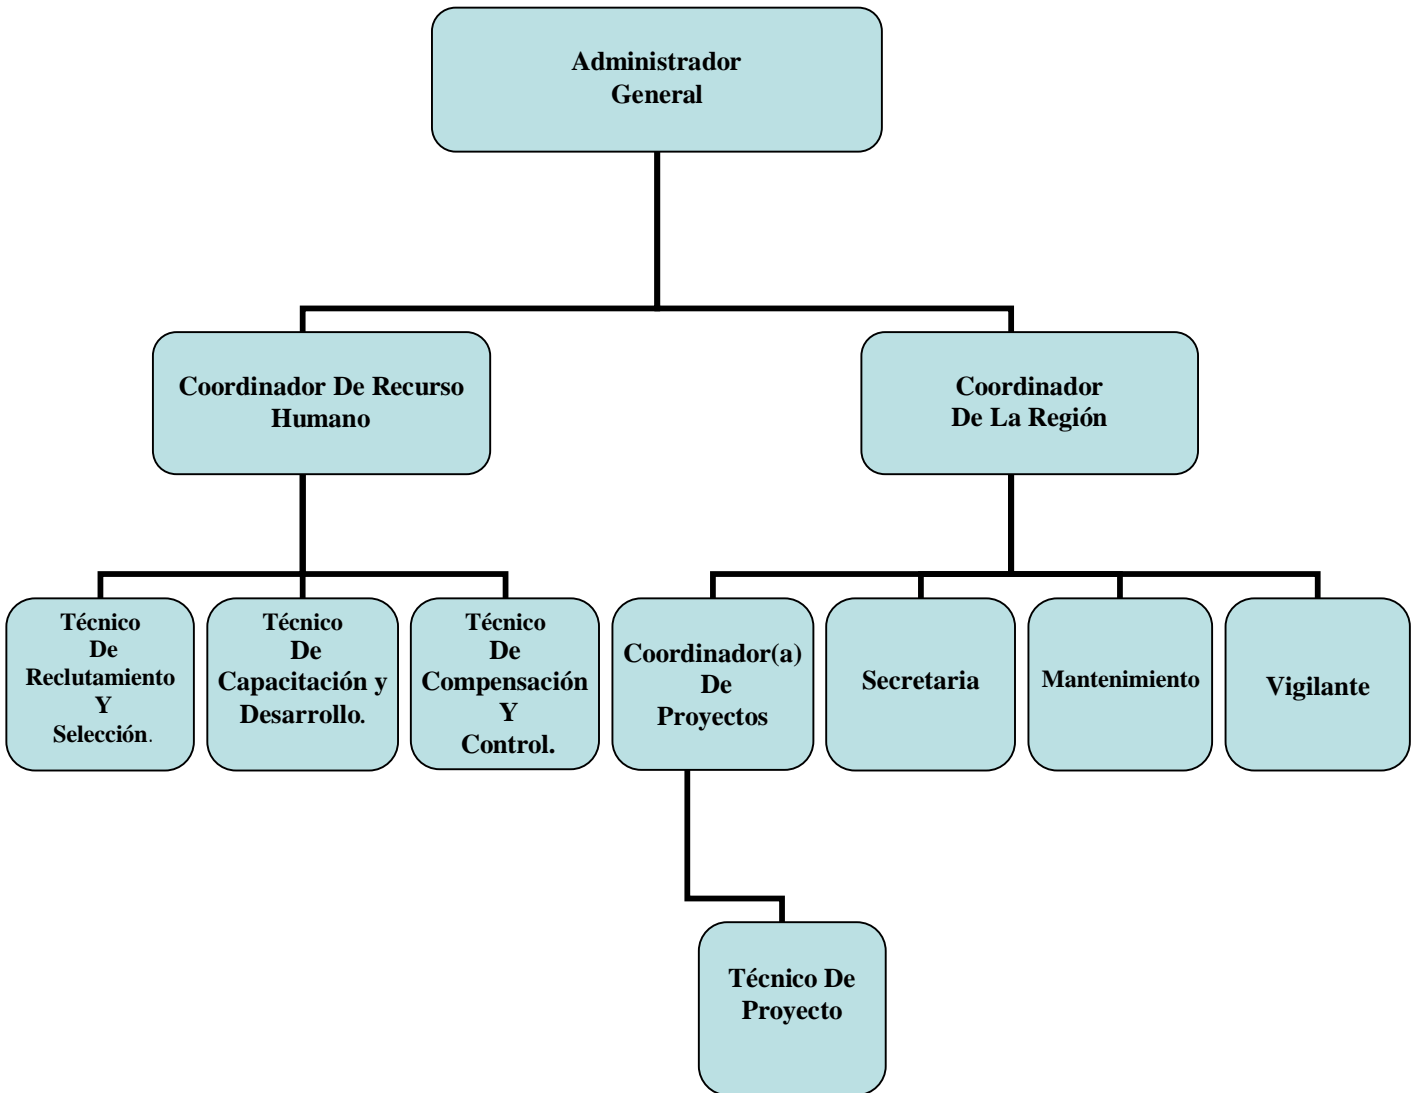 Administrador
General
Coordinador De Recurso
Humano
Coordinador
De La Región
Técnico
De
Reclutamiento
Y
Selección.
Técnico
De
Capacitación y
Desarrollo.
Técnico
De
Compensación
Y
Control.
Coordinador(a)
De
Proyectos
Secretaria
Mantenimiento
Vigilante
Técnico De
Proyecto